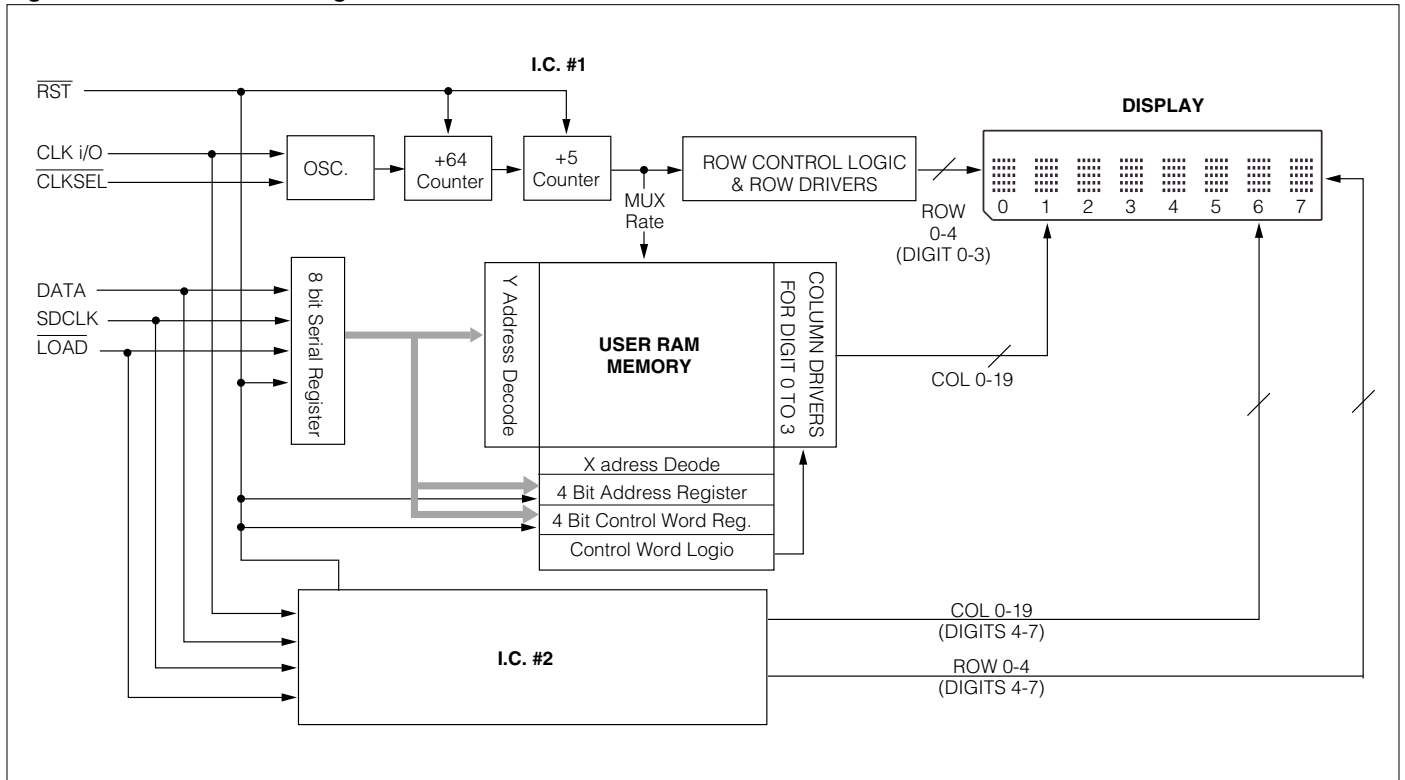 I.C. #1
RST
DISPLAY
CLK i/O
CLKSEL
OSC.
+64
Counter
+5
Counter
MUX
Rate
ROW CONTROL LOGIC
& ROW DRIVERS
ROW
0-4
(DIGIT 0-3)
0 1 2 3 4 5 6 7
DATA
SDCLK
LOAD
8 bit Serial Register
Y Address Decode
USER RAM
MEMORY
COLUMN DRIVERS
FOR DIGIT 0 TO 3
COL 0-19
X adress Deode
4 Bit Address Register
4 Bit Control Word Reg.
Control Word Logio
I.C. #2
COL 0-19
(DIGITS 4-7)
ROW 0-4
(DIGITS 4-7)